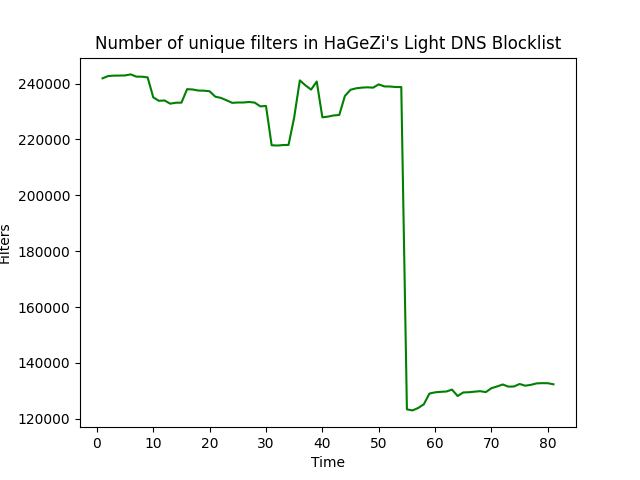 Number of unique filters in HaGeZi's Light DNS Blocklist
240000
220000
200000
180000
160000
140000
120000
Filters
0 10 20 30 40 50 60 70 80
Time